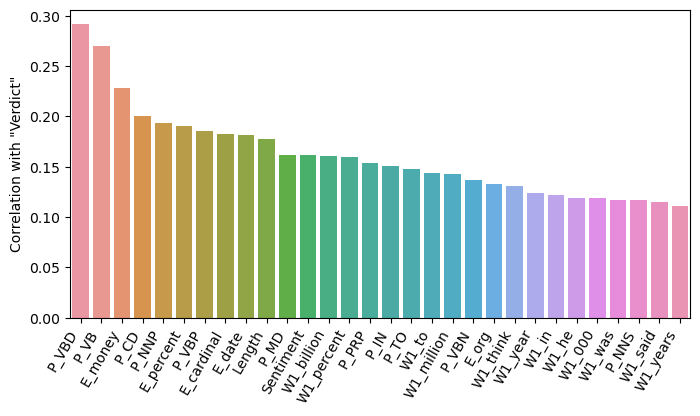 0.30
0.25
0.20
0.15
0.10
0.05
0.00
Correlation with "Verdict"
P_VBD
P_VB
E_money
P_CD
P_NNP
E_percent
P_VBP
E_cardinal
E_date
Length
P_MD
Sentiment
W1_billion
W1_percent
P_PRP
P_IN
P_TO
W1_to
W1_million
P_VBN
E_org
W1_think
W1_year
W1_in
W1_he
W1_000
W1_was
P_NNS
W1_said
W1_years